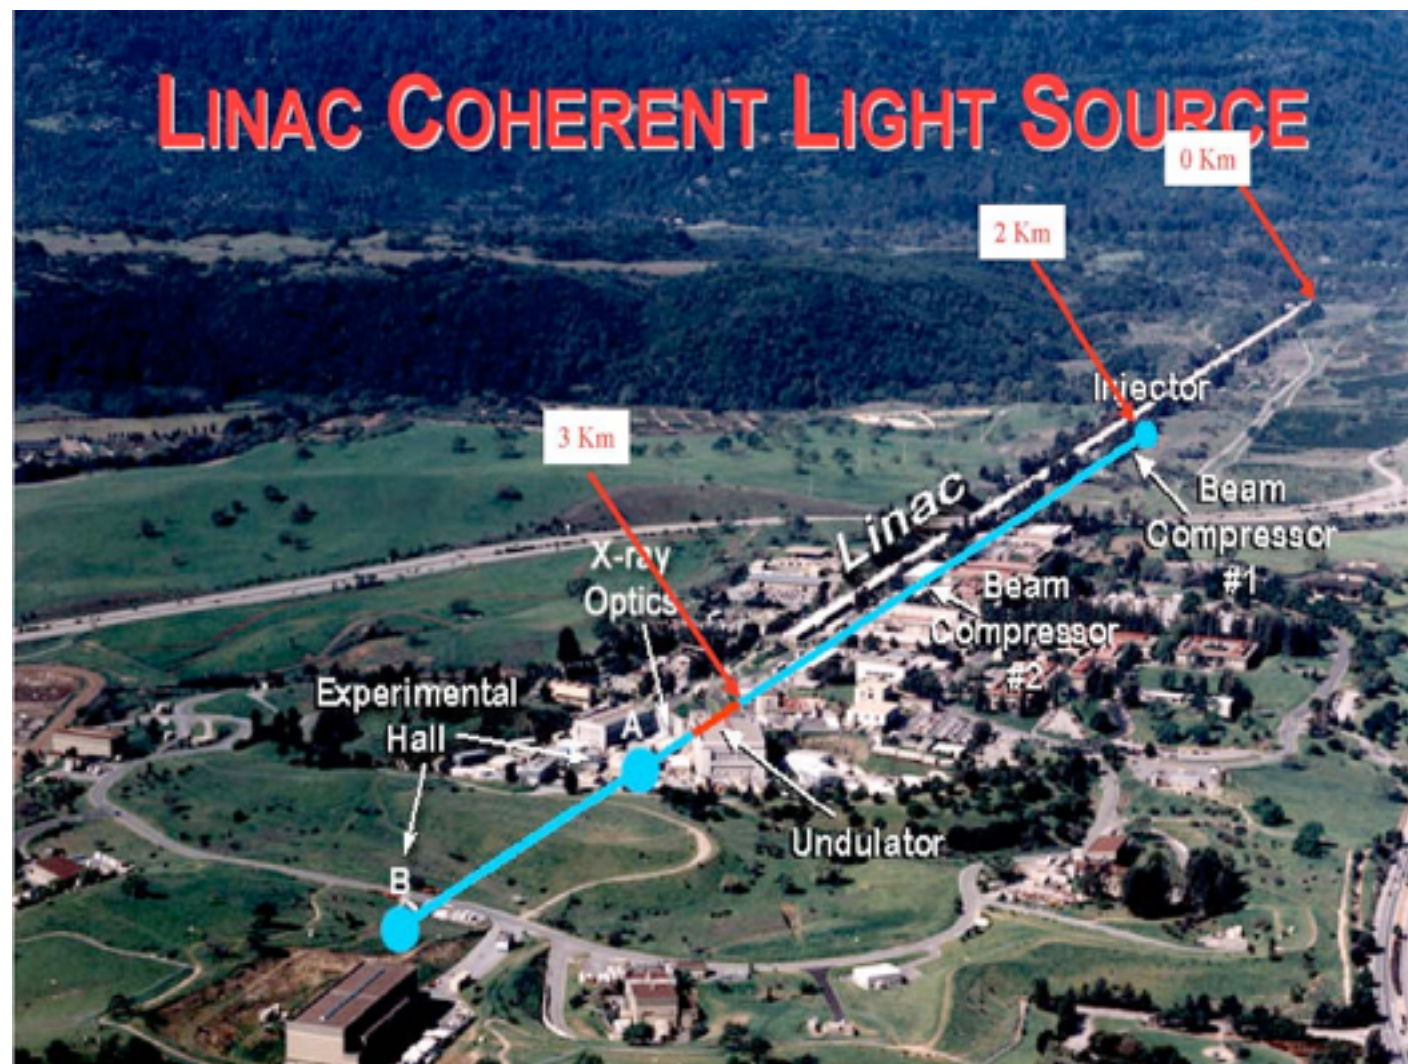 LINAC COHERENT LIGHT SOURCE
0 Km
2 Km
Injector
3 Km
Linac
Beam
Compressor
#1
X-ray
Optics
Beam
Compressor
#2
Experimental
Hall
A
Undulator
B